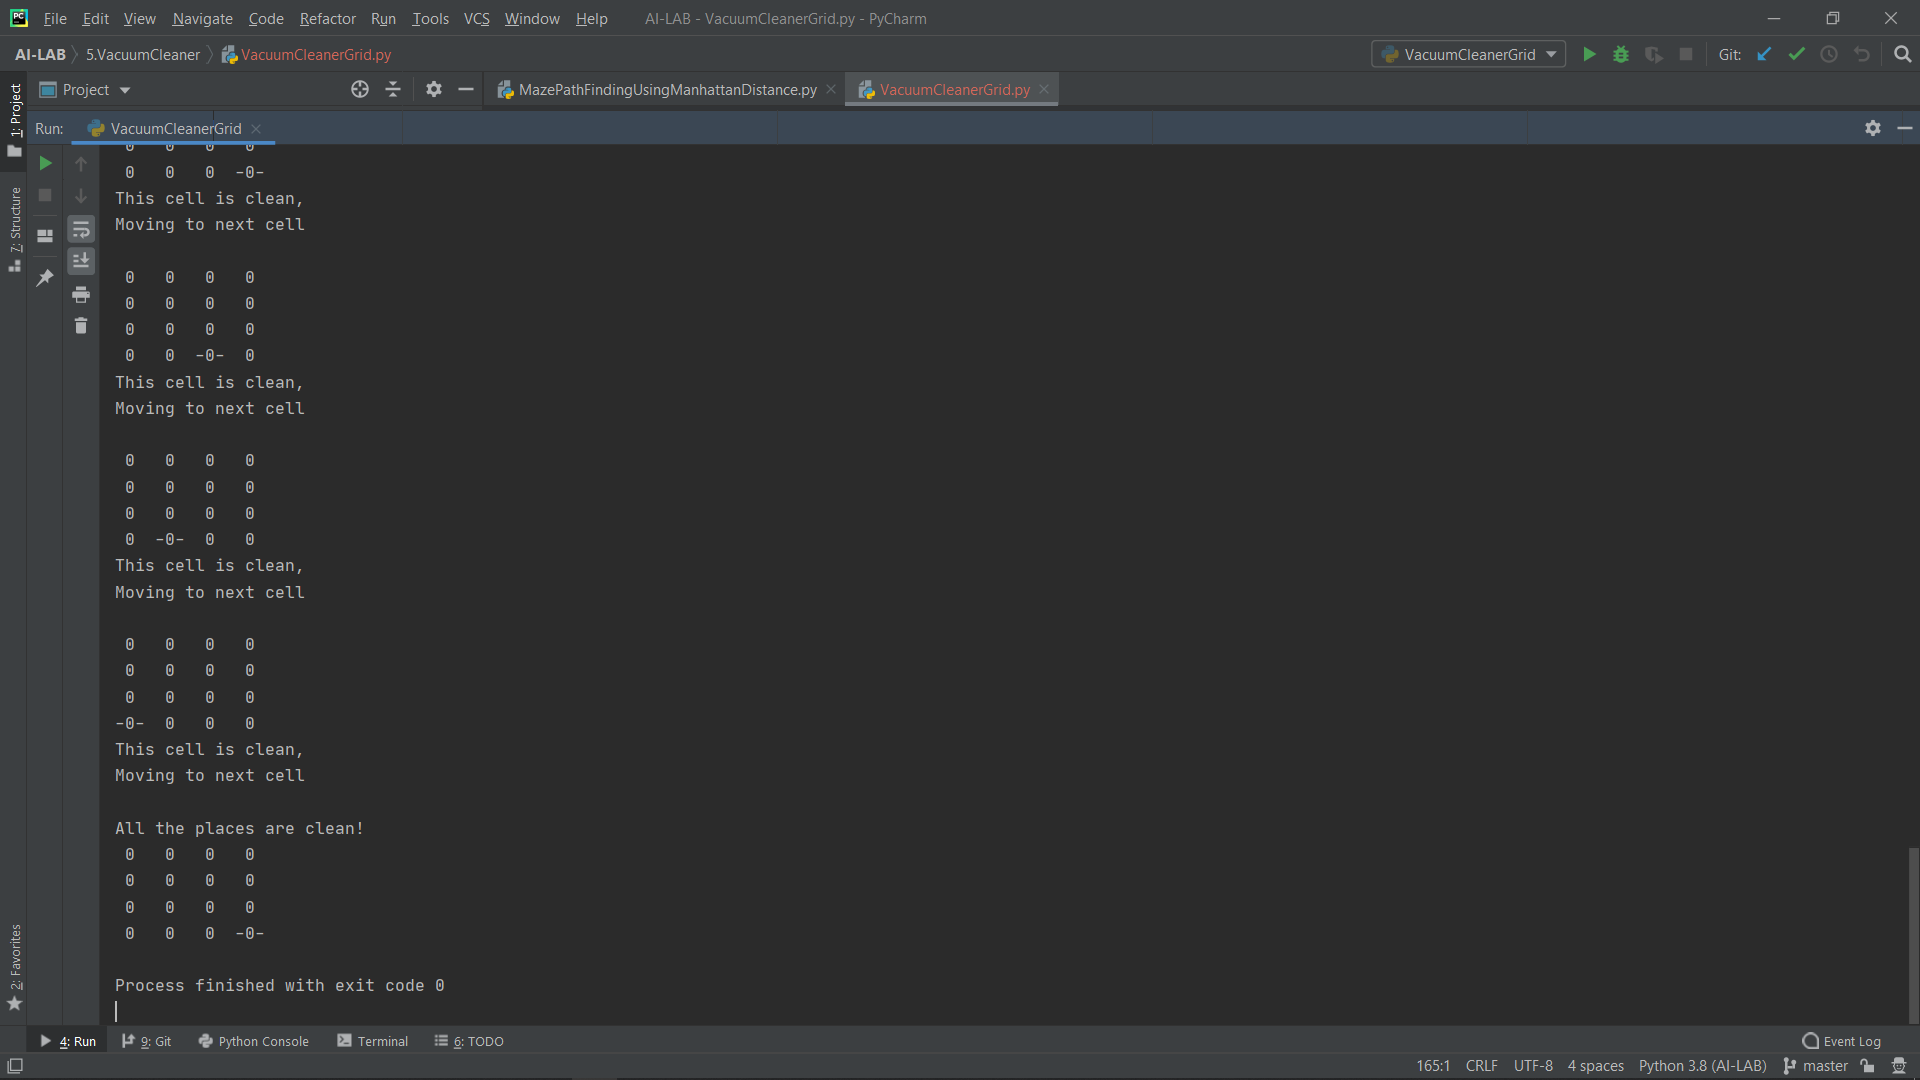 File Edit View Navigate Code Refactor Run Tools VCS Window Help AI-LAB - VacuumCleanerGrid.py - PyCharm
AI-LAB 5.VacuumCleaner VacuumCleanerGrid.py VacuumCleanerGrid Git:
Project MazePathFindingUsingManhattanDistance.py VacuumCleanerGrid.py
1: Project
7: Structure
2: Favorites
Run: VacuumCleanerGrid
0 0 0 0
0 0 0 -0-
This cell is clean,
Moving to next cell
0 0 0 0
0 0 0 0
0 0 0 0
0 0 -0- 0
This cell is clean,
Moving to next cell
0 0 0 0
0 0 0 0
0 0 0 0
0 -0- 0 0
This cell is clean,
Moving to next cell
0 0 0 0
0 0 0 0
0 0 0 0
-0- 0 0 0
This cell is clean,
Moving to next cell
All the places are clean!
0 0 0 0
0 0 0 0
0 0 0 0
0 0 0 -0-
Process finished with exit code 0
4: Run 9: Git Python Console Terminal 6: TODO Event Log
165:1 CRLF UTF-8 4 spaces Python 3.8 (AI-LAB) master